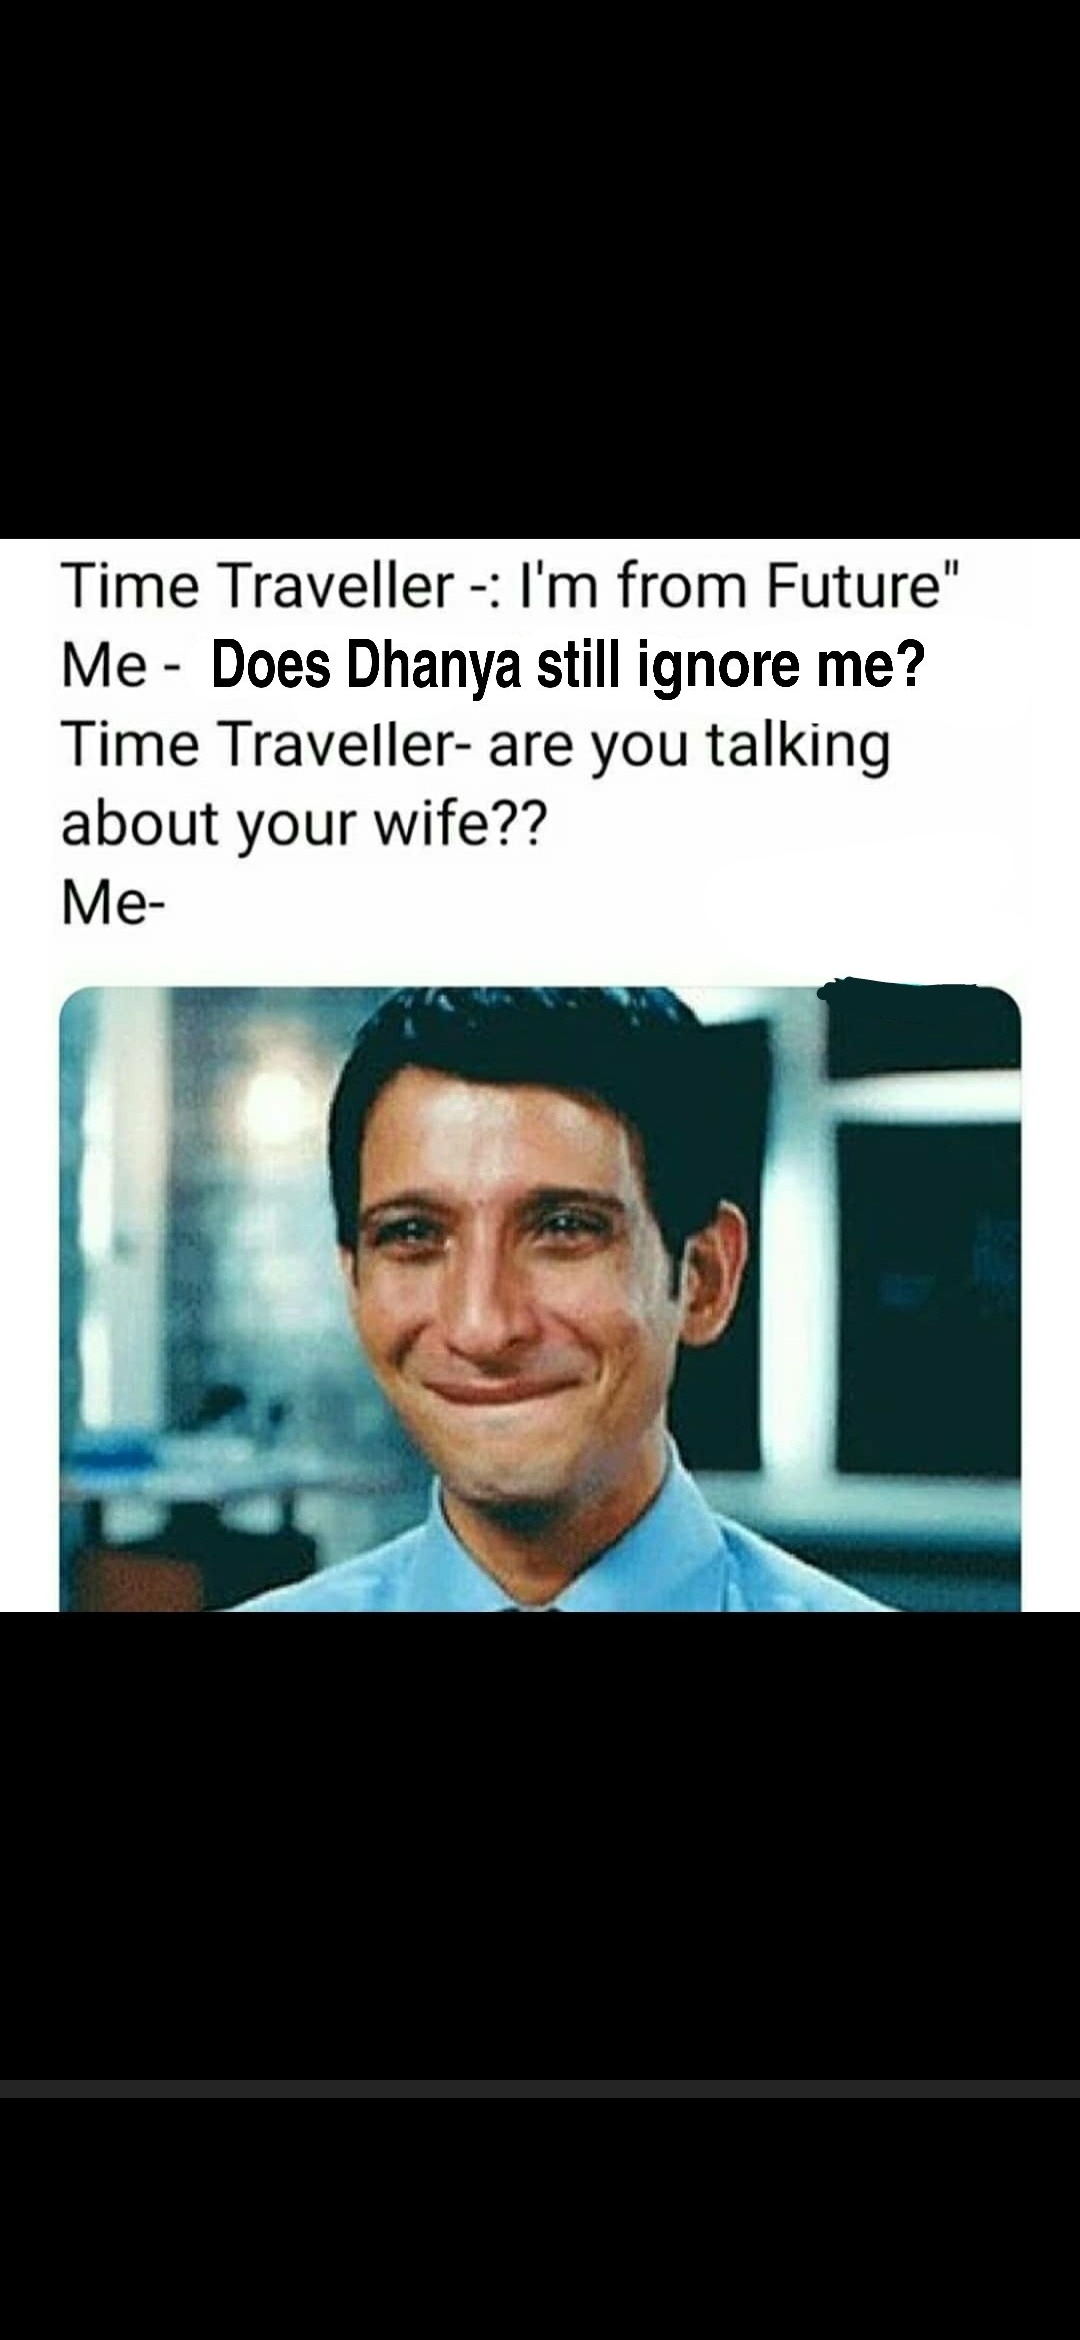 Time Traveller -: I'm from Future"
Me - Does Dhanya still ignore me?
Time Traveller- are you talking
about your wife??
Me-